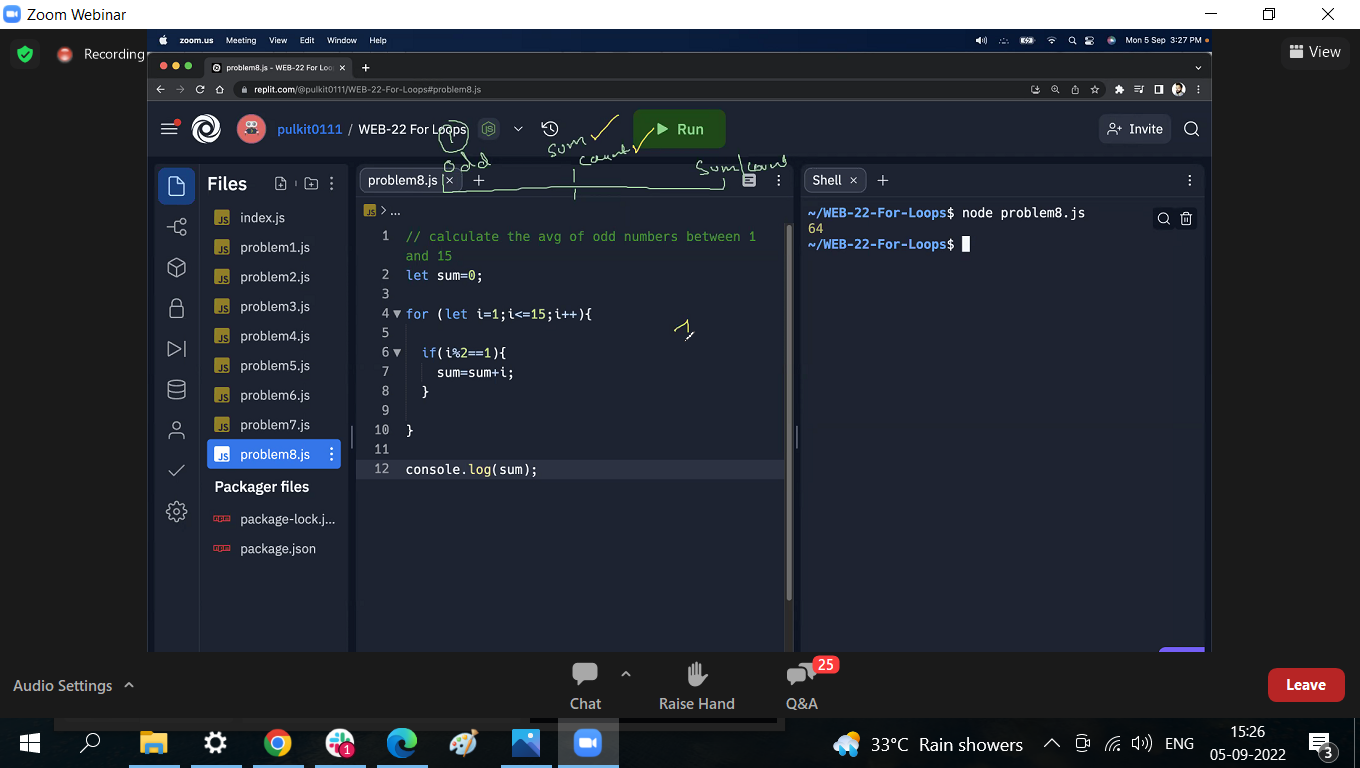 Zoom Webinar
Recording
View
zoom.us Meeting View Edit Window Help
Mon 5 Sep 3:27 PM
problem8.js - WEB-22 For Loo
replit.com/@pulkit0111/WEB-22-For-Loops#problem8.js
pulkit0111 / WEB-22 For Loops
Run
Invite
odd
sum
count
sum/count
Files
problem8.js
Shell
index.js
problem1.js
problem2.js
problem3.js
problem4.js
problem5.js
problem6.js
problem7.js
problem8.js
Packager files
package-lock.j...
package.json
JS > ...
1 // calculate the avg of odd numbers between 1
and 15
2 let sum=0;
3
4 for (let i=1;i<=15;i++){
5
6 if(i%2==1){
7 sum=sum+i;
8 }
9
10 }
11
12 console.log(sum);
~/WEB-22-For-Loops$ node problem8.js
64
~/WEB-22-For-Loops$
Audio Settings
Chat
Raise Hand
25
Q&A
Leave
1
33°C Rain showers
ENG
15:26
05-09-2022
3